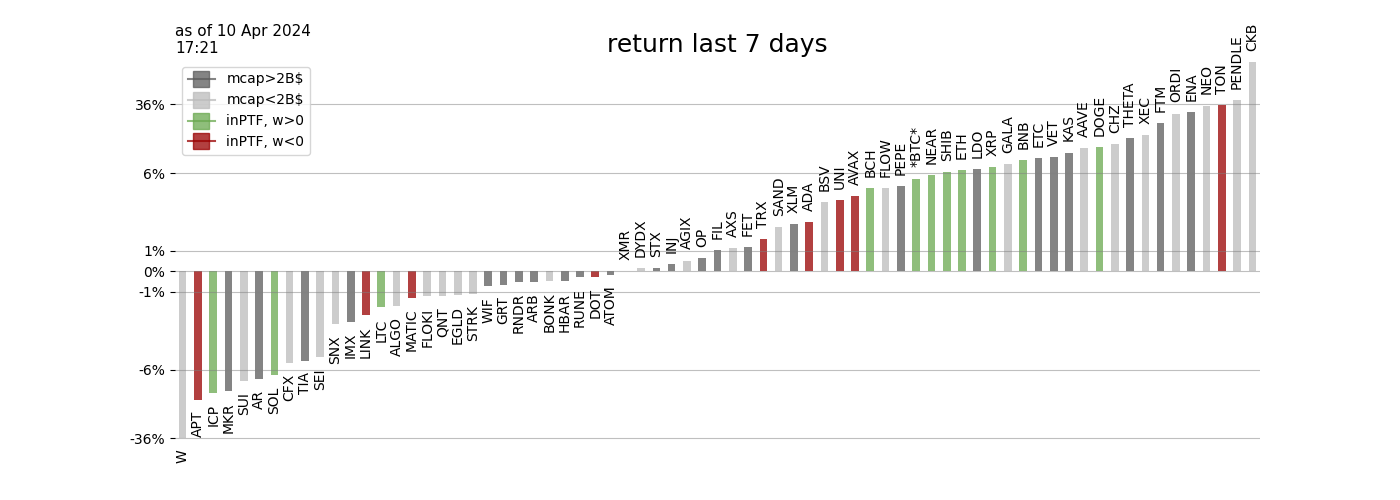 as of 10 Apr 2024
17:21
return last 7 days
mcap>2B$
mcap<2B$
inPTF, w>0
inPTF, w<0
36%
6%
1%
0%
-1%
-6%
-36%
W
APT
ICP
MKR
SUI
AR
SOL
CFX
TIA
SEI
SNX
IMX
LINK
LTC
ALGO
MATIC
FLOKI
QNT
EGLD
STRK
WIF
GRT
RNDR
ARB
BONK
HBAR
RUNE
DOT
ATOM
XMR
DYDX
STX
INJ
AGIX
OP
FIL
AXS
FET
TRX
SAND
XLM
ADA
BSV
UNI
AVAX
BCH
FLOW
PEPE
*BTC*
NEAR
SHIB
ETH
LDO
XRP
GALA
BNB
ETC
VET
KAS
AAVE
DOGE
CHZ
THETA
XEC
FTM
ORDI
ENA
NEO
TON
PENDLE
CKB